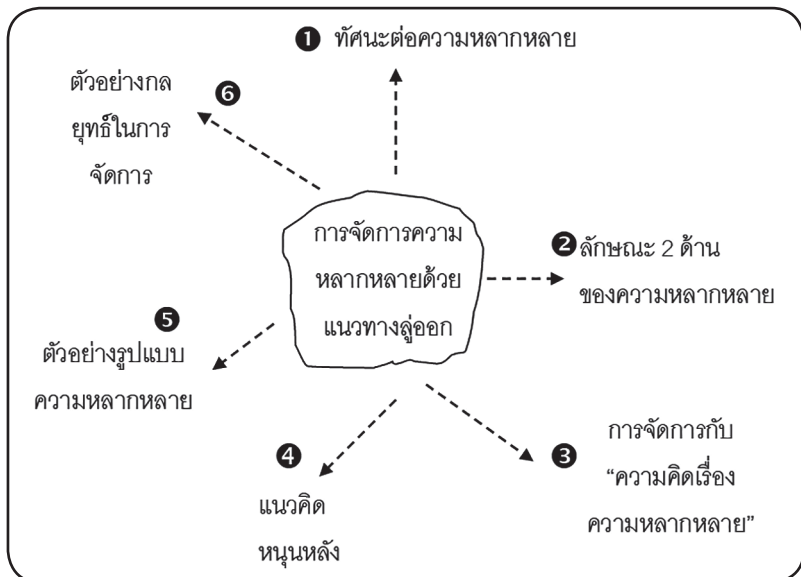 ❶ ทัศนะต่อความหลากหลาย
❻ ตัวอย่างกล
ยุทธ์ในการ
จัดการ
การจัดการความ
หลากหลายด้วย
แนวทางลู่ออก
❷ ลักษณะ 2 ด้าน
ของความหลากหลาย
❺
ตัวอย่างรูปแบบ
ความหลากหลาย
❸ การจัดการกับ
“ความคิดเรื่อง
ความหลากหลาย”
❹
แนวคิด
หนุนหลัง